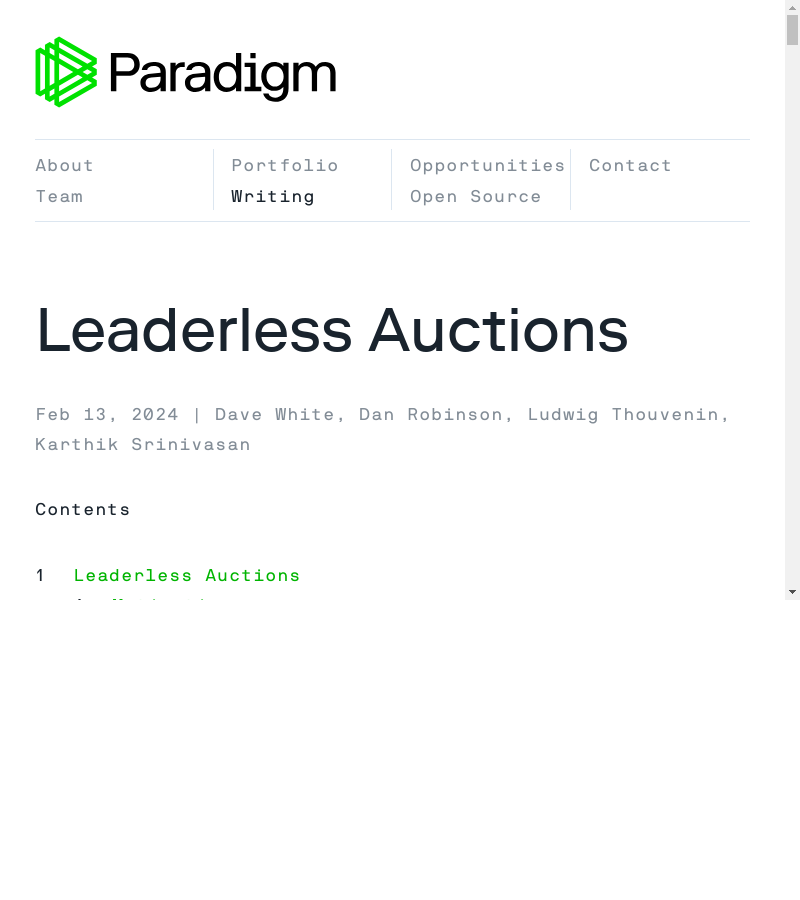 Paradigm
About
Team
Portfolio
Writing
Opportunities
Open Source
Contact
Leaderless Auctions
Feb 13, 2024 | Dave White, Dan Robinson, Ludwig Thouvenin,
Karthik Srinivasan
Contents
1 Leaderless Auctions